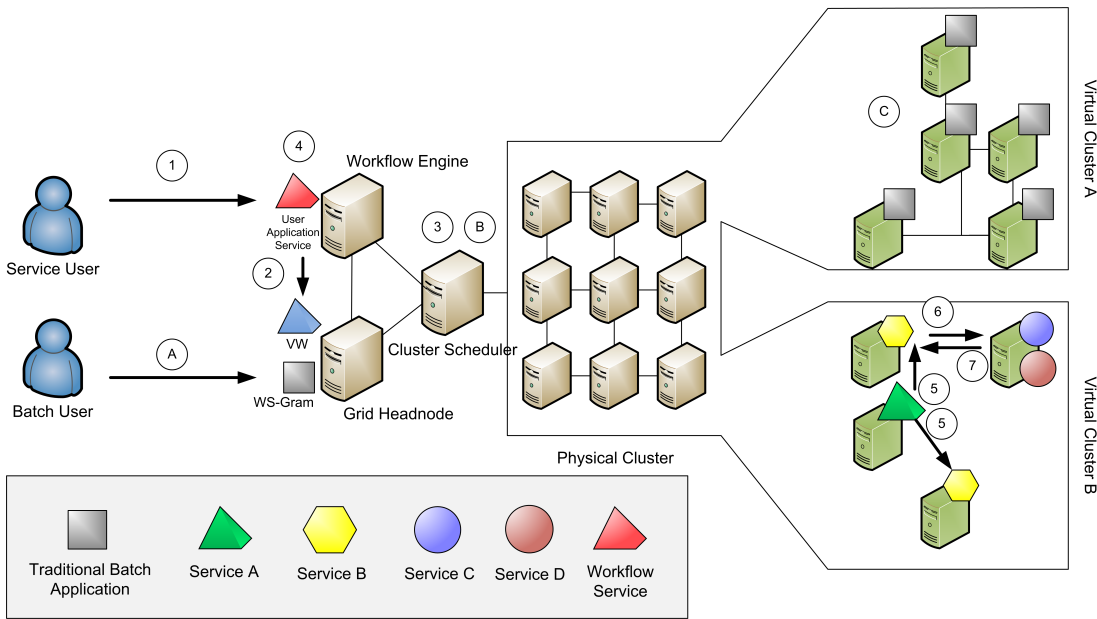 1
4
Workflow Engine
User
Application
Service
Service User
2
3
B
VW
Cluster Scheduler
A
WS-Gram
Batch User
Grid Headnode
Physical Cluster
C
Virtual Cluster A
6
7
5
5
Virtual Cluster B
Traditional Batch
Application
Service A
Service B
Service C
Service D
Workflow
Service